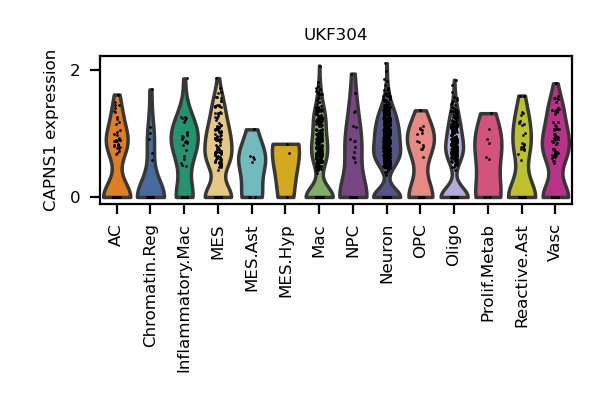 UKF304
CAPNS1 expression
2
0
AC
Chromatin.Reg
Inflammatory.Mac
MES
MES.Ast
MES.Hyp
Mac
NPC
Neuron
OPC
Oligo
Prolif.Metab
Reactive.Ast
Vasc